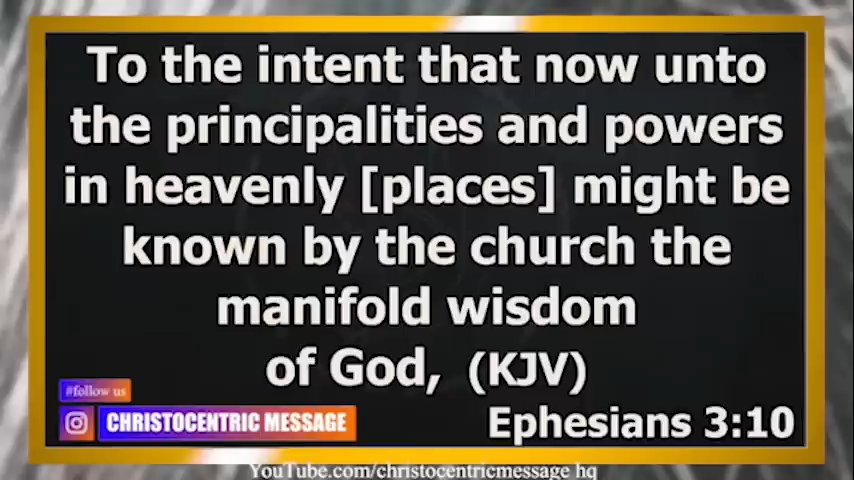 To the intent that now unto
the principalities and powers
in heavenly [places] might be
known by the church the
manifold wisdom
of God, (KJV)
#follow us
CHRISTOCENTRIC MESSAGE
Ephesians 3:10
YouTube.com/christocentricmessage hq